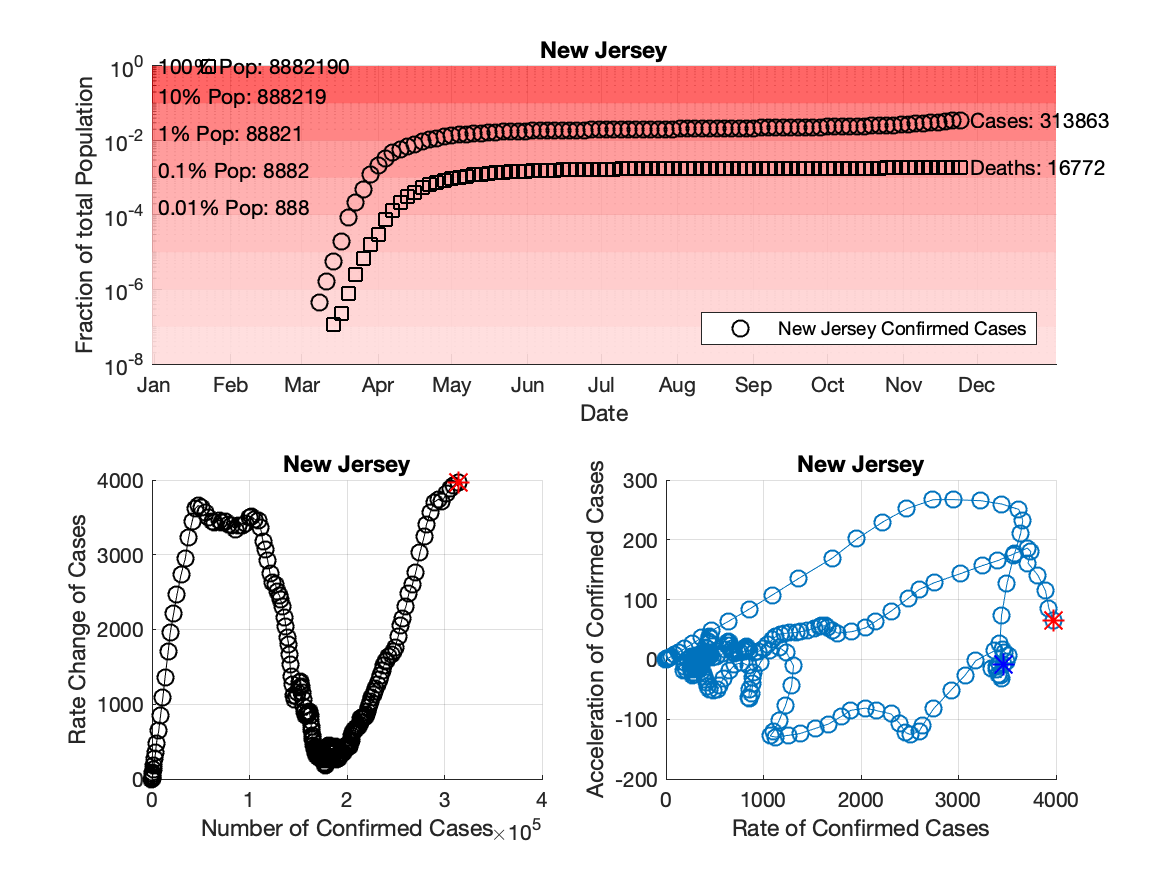 New Jersey
Fraction of total Population
10^0
10^-2
10^-4
10^-6
10^-8
100% Pop: 8882190
10% Pop: 888219
1% Pop: 88821
0.1% Pop: 8882
0.01% Pop: 888
Cases: 313863
Deaths: 16772
New Jersey Confirmed Cases
Jan Feb Mar Apr May Jun Jul Aug Sep Oct Nov Dec
Date
New Jersey
Rate Change of Cases
4000
3000
2000
1000
0
0 1 2 3 4
Number of Confirmed Cases ×10^5
New Jersey
Acceleration of Confirmed Cases
300
200
100
0
-100
-200
0 1000 2000 3000 4000
Rate of Confirmed Cases